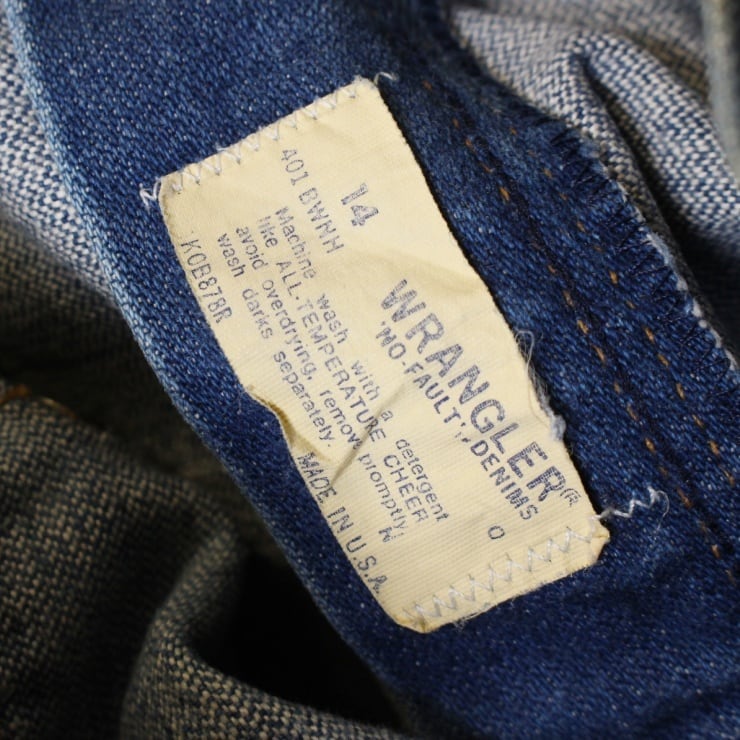 14
401 BWNH
WRANGLER®
'NO-FAULT' DENIMS
O
Machine wash with a detergent
like ALL-TEMPERATURE CHEER
avoid overdrying, remove promptly
wash darks separately.
K
KOB878R
MADE IN U.S.A.